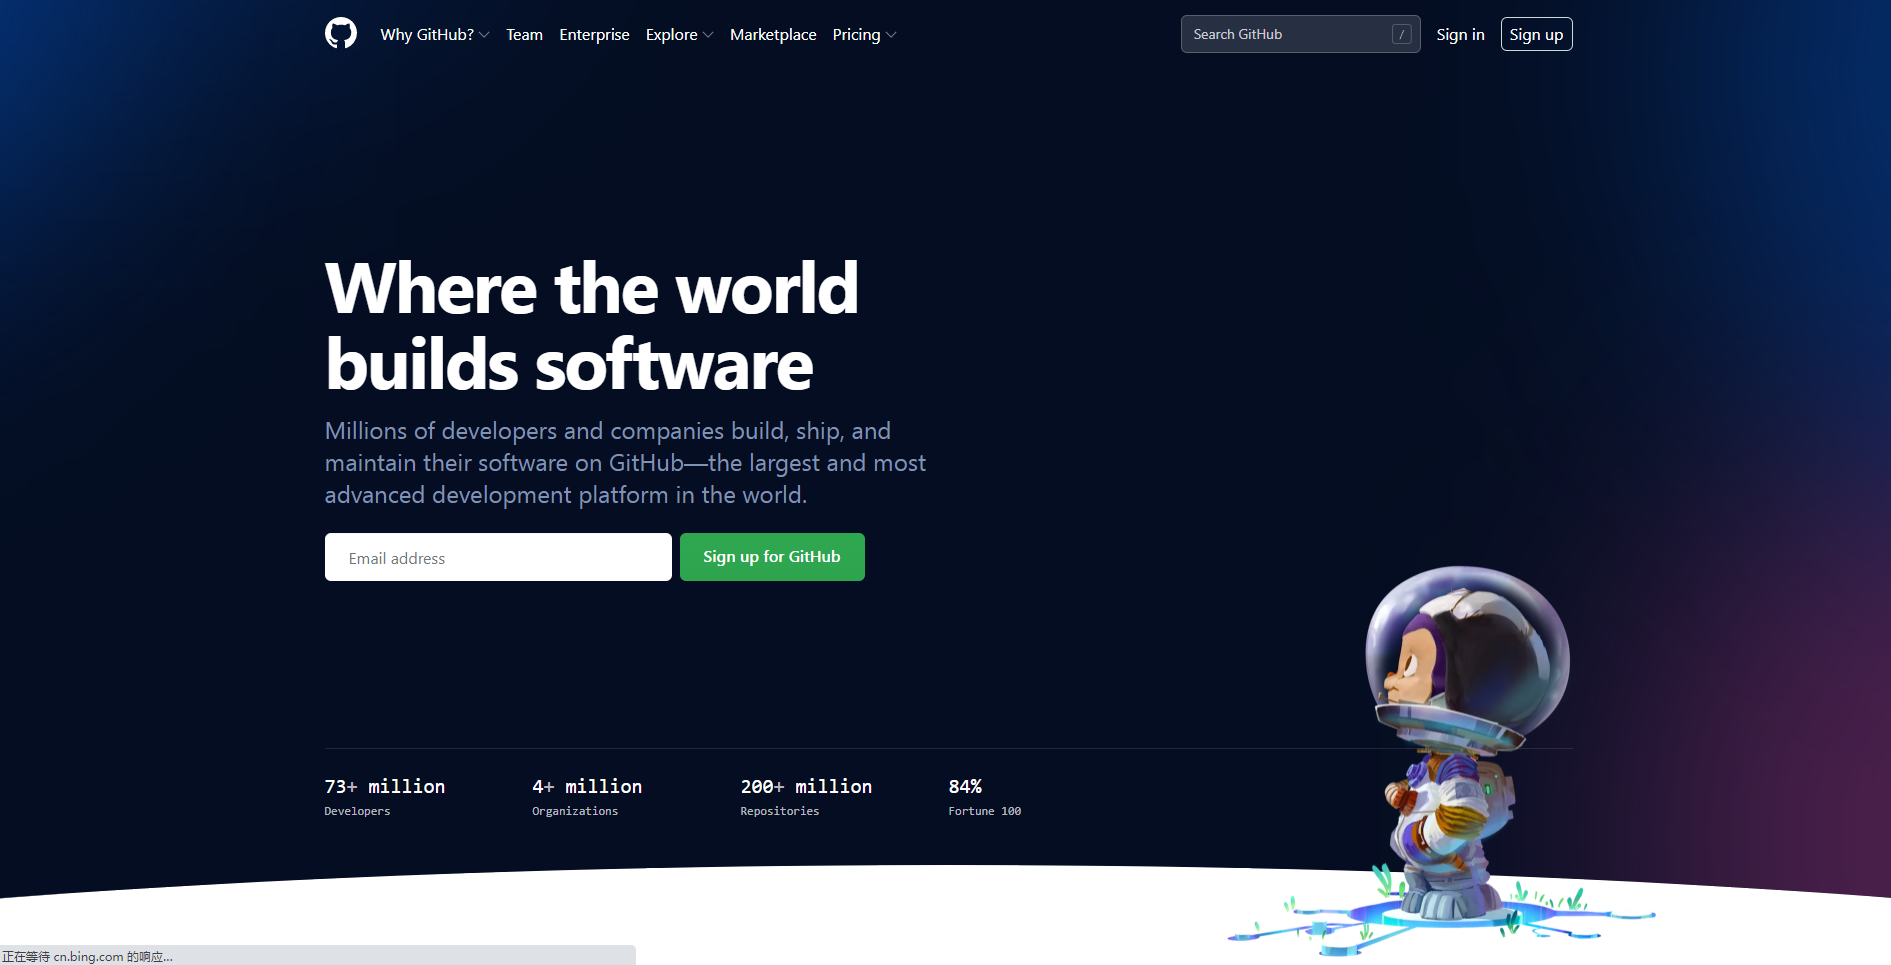 Why GitHub? Team Enterprise Explore Marketplace Pricing Search GitHub / Sign in Sign up
Where the world
builds software
Millions of developers and companies build, ship, and
maintain their software on GitHub—the largest and most
advanced development platform in the world.
Email address Sign up for GitHub
73+ million 4+ million 200+ million 84%
Developers Organizations Repositories Fortune 100
正在等待 cn.bing.com 的响应...